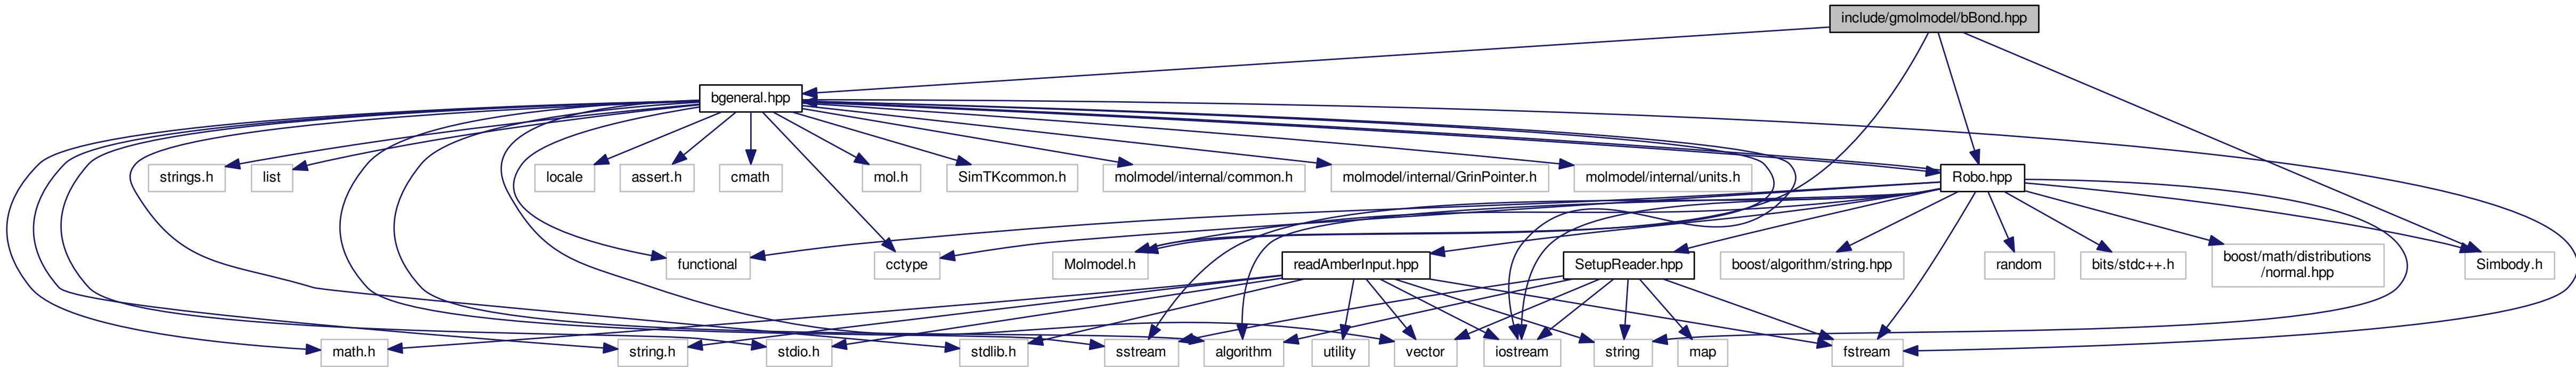 include/gmolmodel/bBond.hpp
bgeneral.hpp
strings.h
list
locale
assert.h
cmath
mol.h
SimTKcommon.h
molmodel/internal/common.h
molmodel/internal/GrinPointer.h
molmodel/internal/units.h
Robo.hpp
functional
cctype
Molmodel.h
readAmberInput.hpp
SetupReader.hpp
boost/algorithm/string.hpp
random
bits/stdc++.h
boost/math/distributions
/normal.hpp
Simbody.h
math.h
string.h
stdio.h
stdlib.h
sstream
algorithm
utility
vector
iostream
string
map
fstream